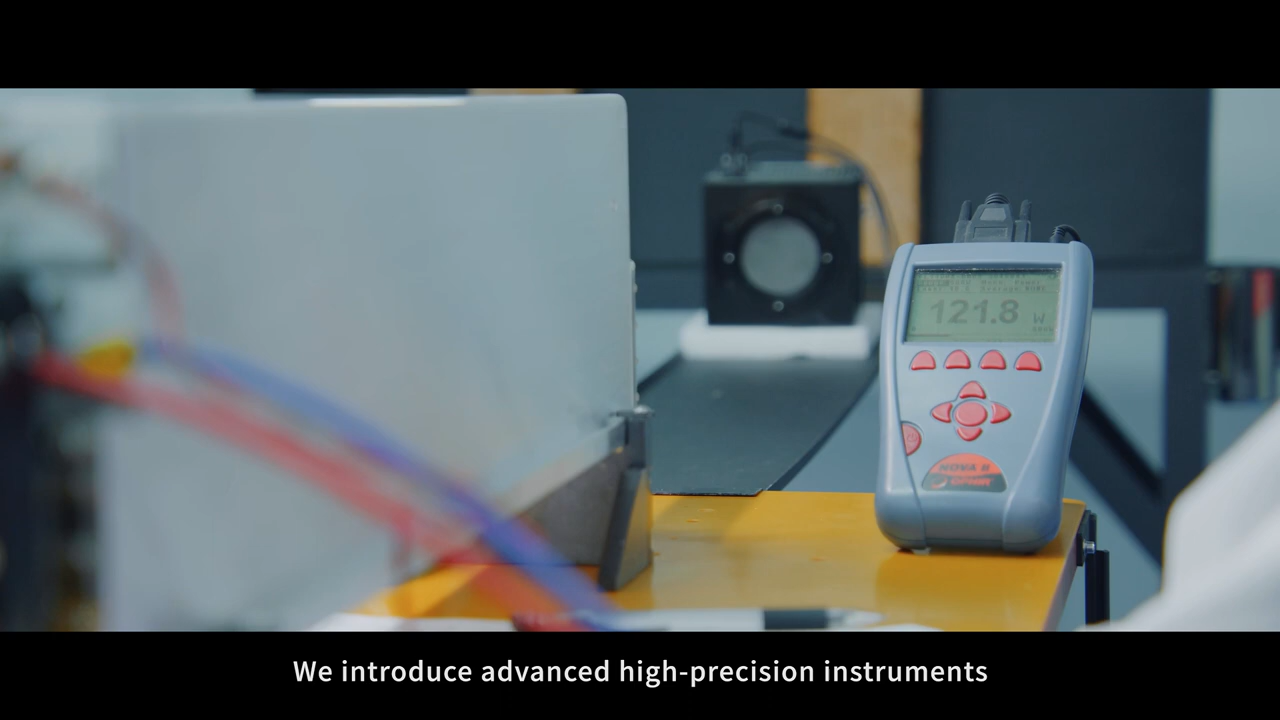 121.8 W
NOVA II
OPHIR
We introduce advanced high-precision instruments